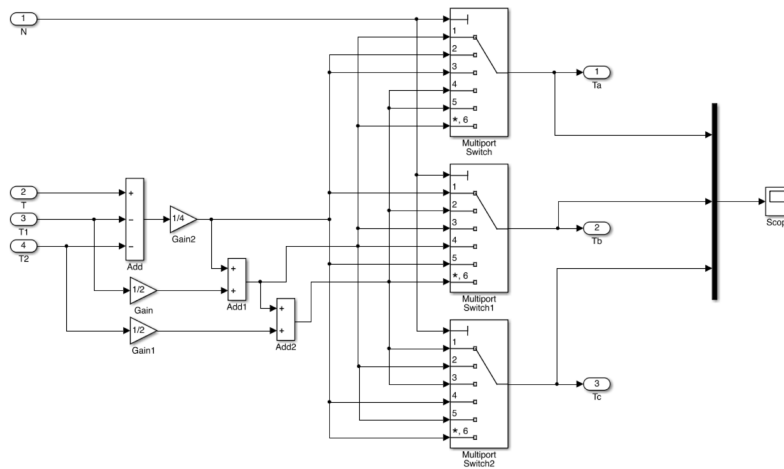 1
N
1
2
3
4
5
*, 6
Multiport
Switch
1
Ta
2
T
3
T1
4
T2
+
−
−
Add
1/4
Gain2
1/2
Gain
1/2
Gain1
+
+
Add1
+
+
Add2
1
2
3
4
5
*, 6
Multiport
Switch1
2
Tb
Scop
1
2
3
4
5
*, 6
Multiport
Switch2
3
Tc